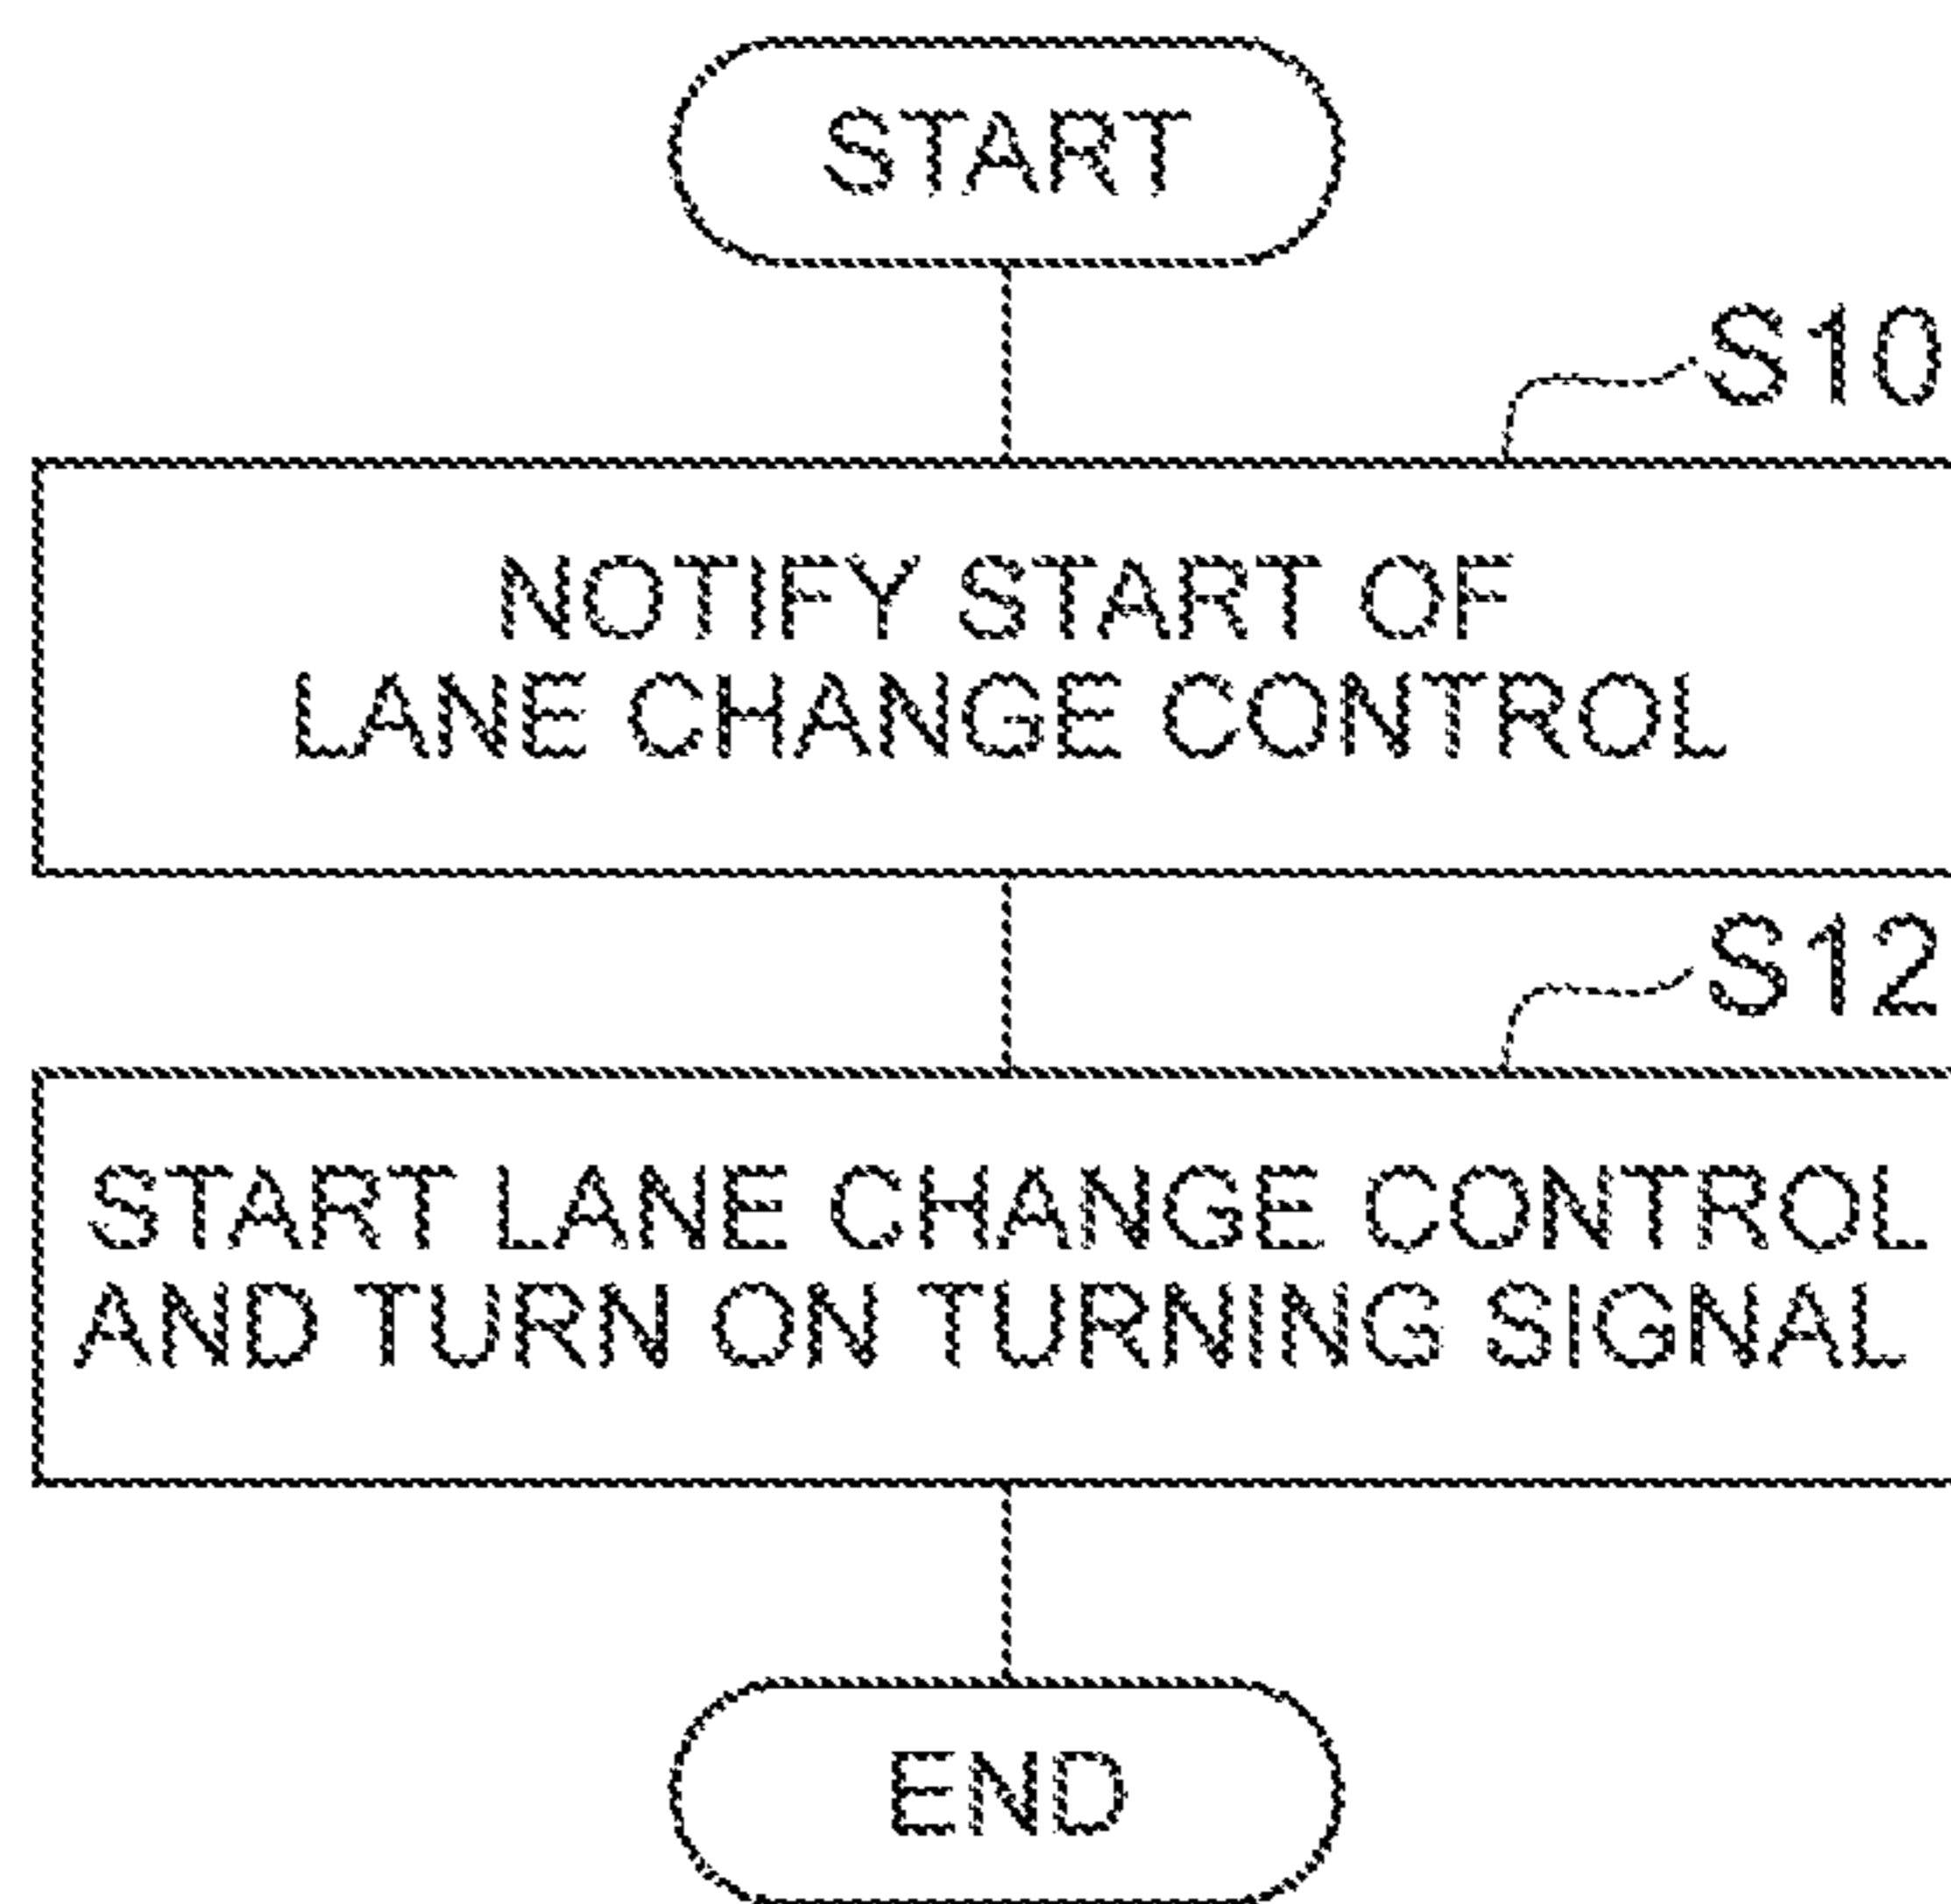 START
S10
NOTIFY START OF
LANE CHANGE CONTROL
S12
START LANE CHANGE CONTROL
AND TURN ON TURNING SIGNAL
END